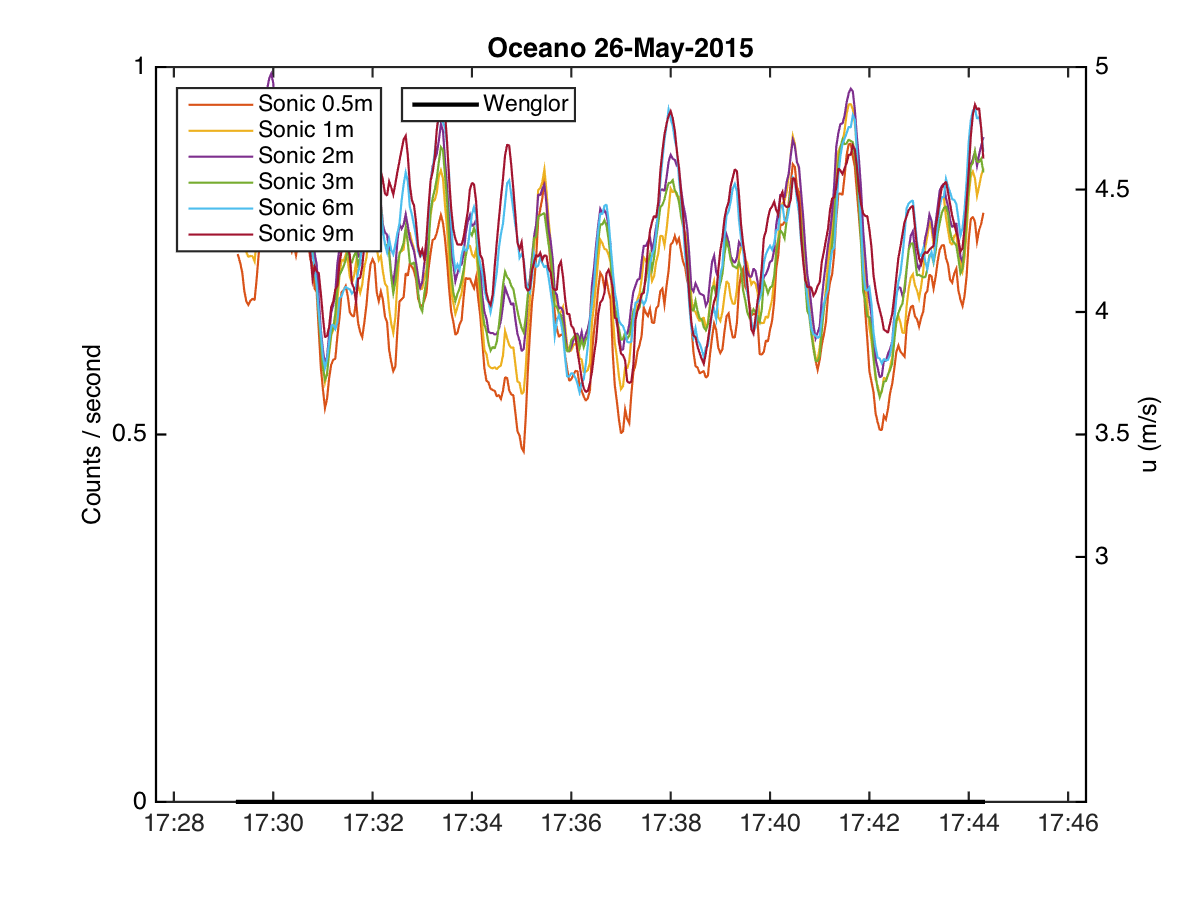 Oceano 26-May-2015
1
0.5
0
Counts / second
Sonic 0.5m
Sonic 1m
Sonic 2m
Sonic 3m
Sonic 6m
Sonic 9m
Wenglor
5
4.5
4
3.5
3
u (m/s)
17:28 17:30 17:32 17:34 17:36 17:38 17:40 17:42 17:44 17:46